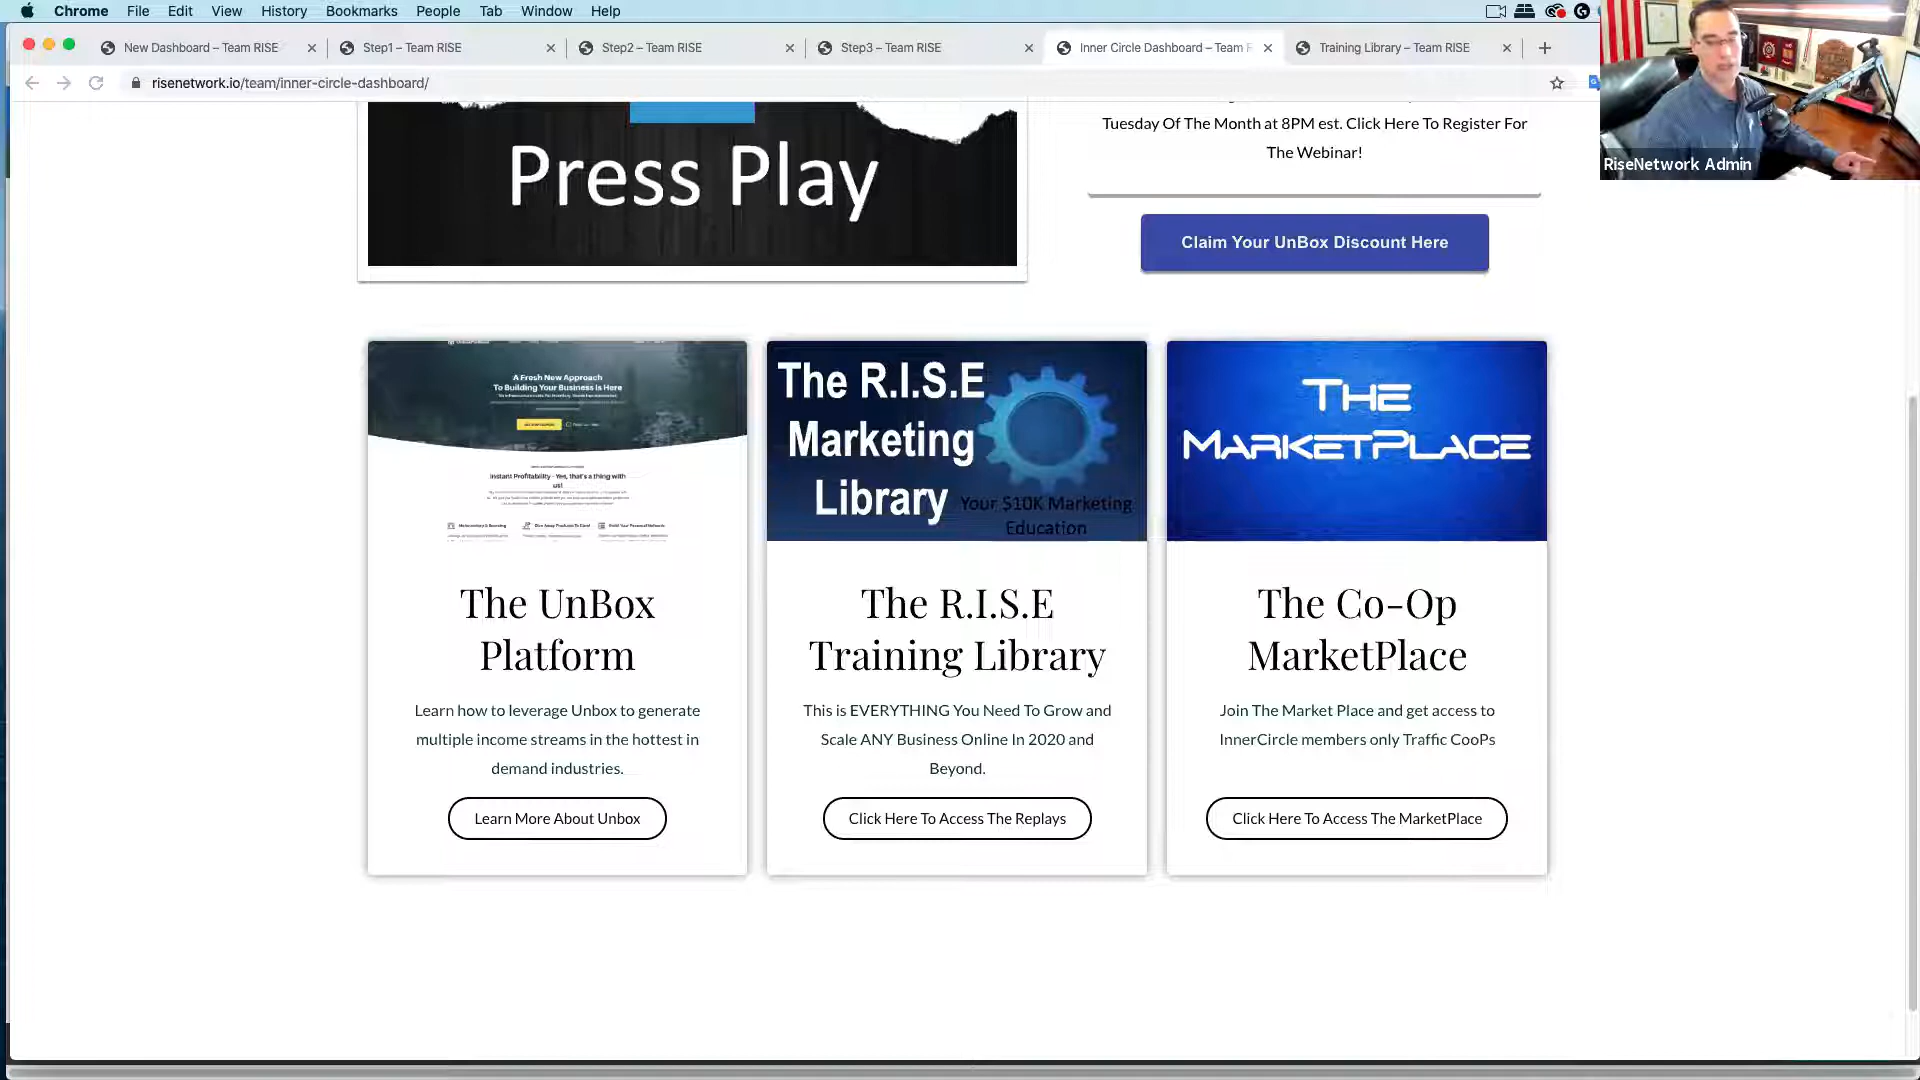 Chrome File Edit View History Bookmarks People Tab Window Help
New Dashboard – Team RISE
Step1 – Team RISE
Step2 – Team RISE
Step3 – Team RISE
Inner Circle Dashboard – Team R
Training Library – Team RISE
risenetwork.io/team/inner-circle-dashboard/
RiseNetwork Admin
Press Play
Tuesday Of The Month at 8PM est. Click Here To Register For
The Webinar!
Claim Your UnBox Discount Here
A Fresh New Approach
To Building Your Business Is Here
Instant Profitability - Yes, that's a thing with
us!
The UnBox
Platform
Learn how to leverage Unbox to generate
multiple income streams in the hottest in
demand industries.
Learn More About Unbox
The R.I.S.E
Marketing
Library
Your $10K Marketing
Education
The R.I.S.E
Training Library
This is EVERYTHING You Need To Grow and
Scale ANY Business Online In 2020 and
Beyond.
Click Here To Access The Replays
The
MarketPlace
The Co-Op
MarketPlace
Join The Market Place and get access to
InnerCircle members only Traffic CooPs
Click Here To Access The MarketPlace